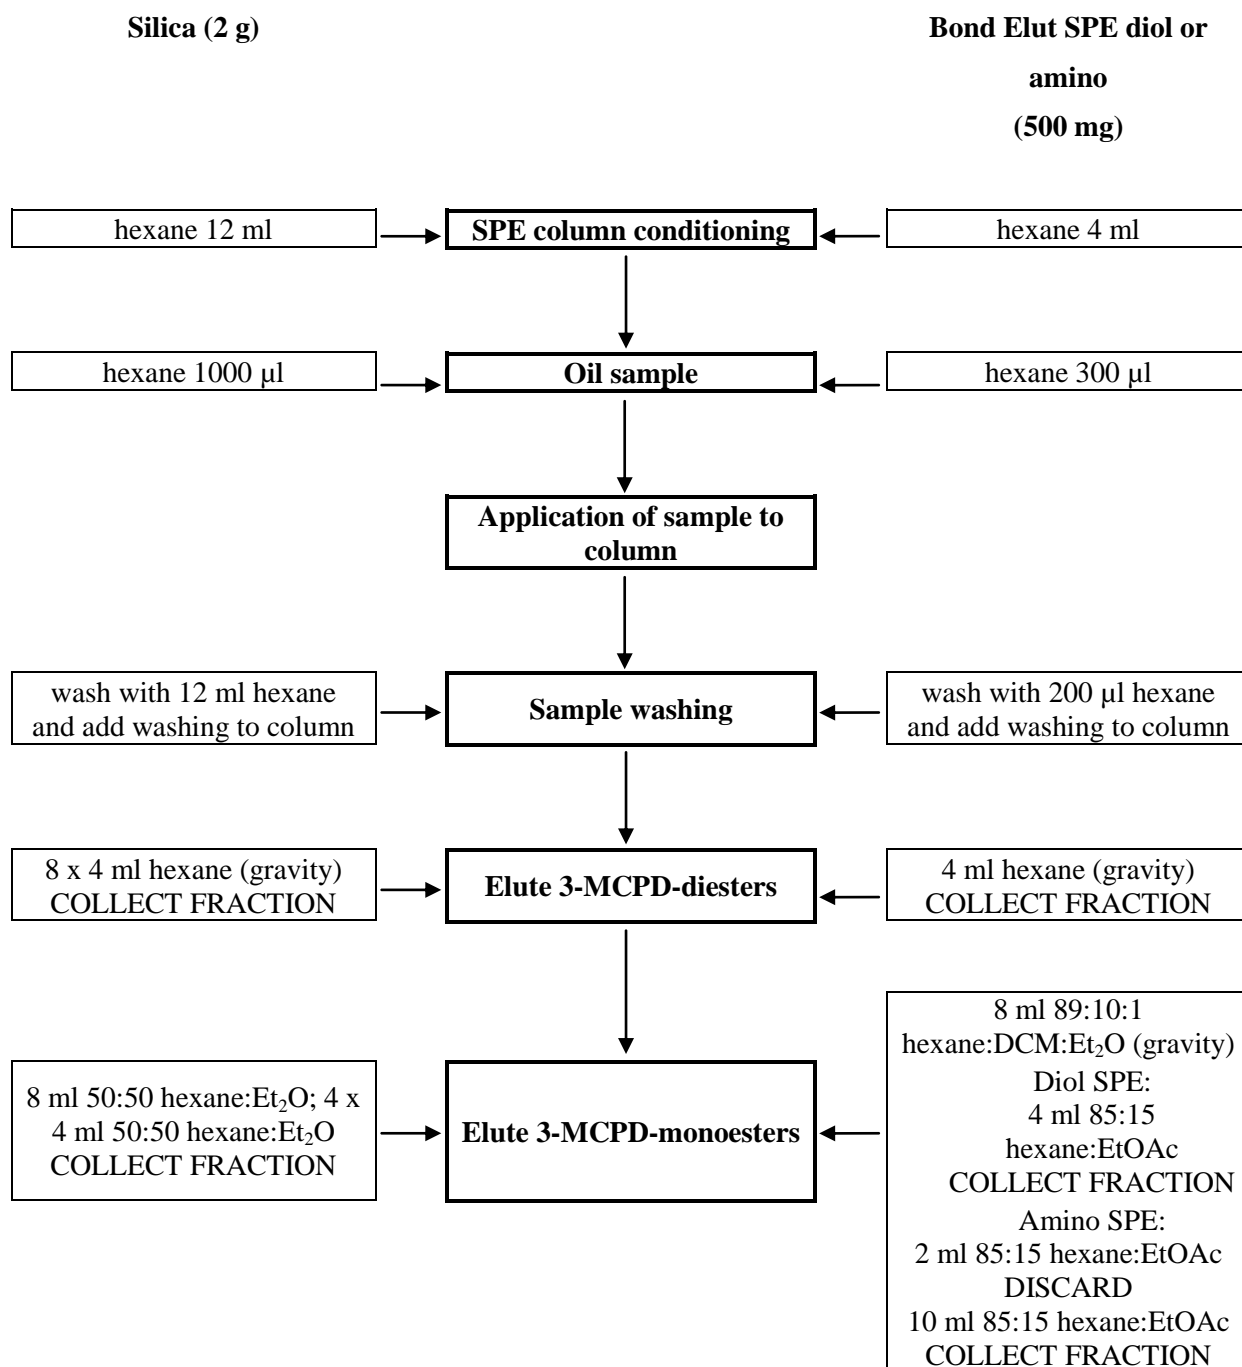 Silica (2 g)
Bond Elut SPE diol or
amino
(500 mg)
hexane 12 ml
SPE column conditioning
hexane 4 ml
hexane 1000 µl
Oil sample
hexane 300 µl
Application of sample to
column
wash with 12 ml hexane
and add washing to column
Sample washing
wash with 200 µl hexane
and add washing to column
8 x 4 ml hexane (gravity)
COLLECT FRACTION
Elute 3-MCPD-diesters
4 ml hexane (gravity)
COLLECT FRACTION
8 ml 50:50 hexane:Et₂O; 4 x
4 ml 50:50 hexane:Et₂O
COLLECT FRACTION
Elute 3-MCPD-monoesters
8 ml 89:10:1
hexane:DCM:Et₂O (gravity)
Diol SPE:
4 ml 85:15
hexane:EtOAc
COLLECT FRACTION
Amino SPE:
2 ml 85:15 hexane:EtOAc
DISCARD
10 ml 85:15 hexane:EtOAc
COLLECT FRACTION